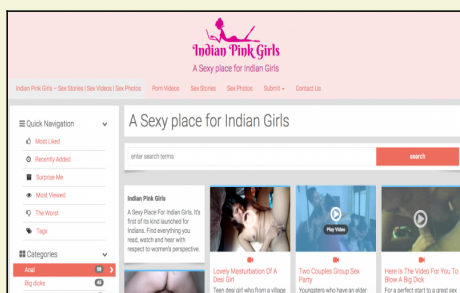 Indian Pink Girls
A Sexy place for Indian Girls
Indian Pink Girls – Sex Stories | Sex Videos | Sex Photos
Porn Videos
Sex Stories
Sex Photos
Submit
Contact Us
Quick Navigation
Most Liked
Recently Added
Surprise Me
Most Viewed
The Worst
Tags
Categories
Anal
Big dicks
A Sexy place for Indian Girls
enter search terms
search
Indian Pink Girls
A Sexy Place For Indian Girls. It's
first of its kind launched for
Indians. Find everything you
read, watch and hear with
respect to women's perspective.
Lovely Masturbation Of A
Desi Girl
Teen desi girl who from a village
Play Video
Two Couples Group Sex
Party
Youngsters who have an elder
Here Is The Video For You To
Blow A Big Dick
For a perfect start to a great sex